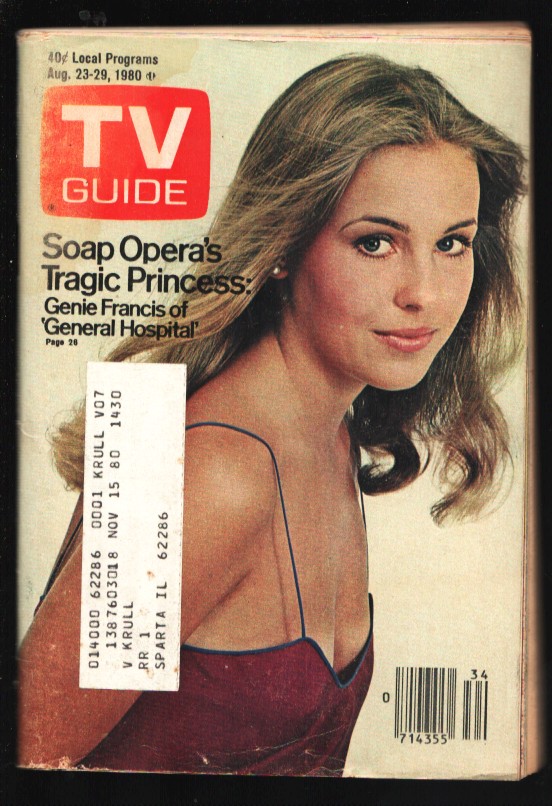 40¢ Local Programs
Aug. 23-29, 1980
TV
GUIDE
®
Soap Opera's
Tragic Princess:
Genie Francis of
'General Hospital'
Page 26
014000 62286 0001 KRULL V07
1387603018 NOV 15 80 1430
V KRULL
RR 1
SPARTA IL 62286
34
0
714355